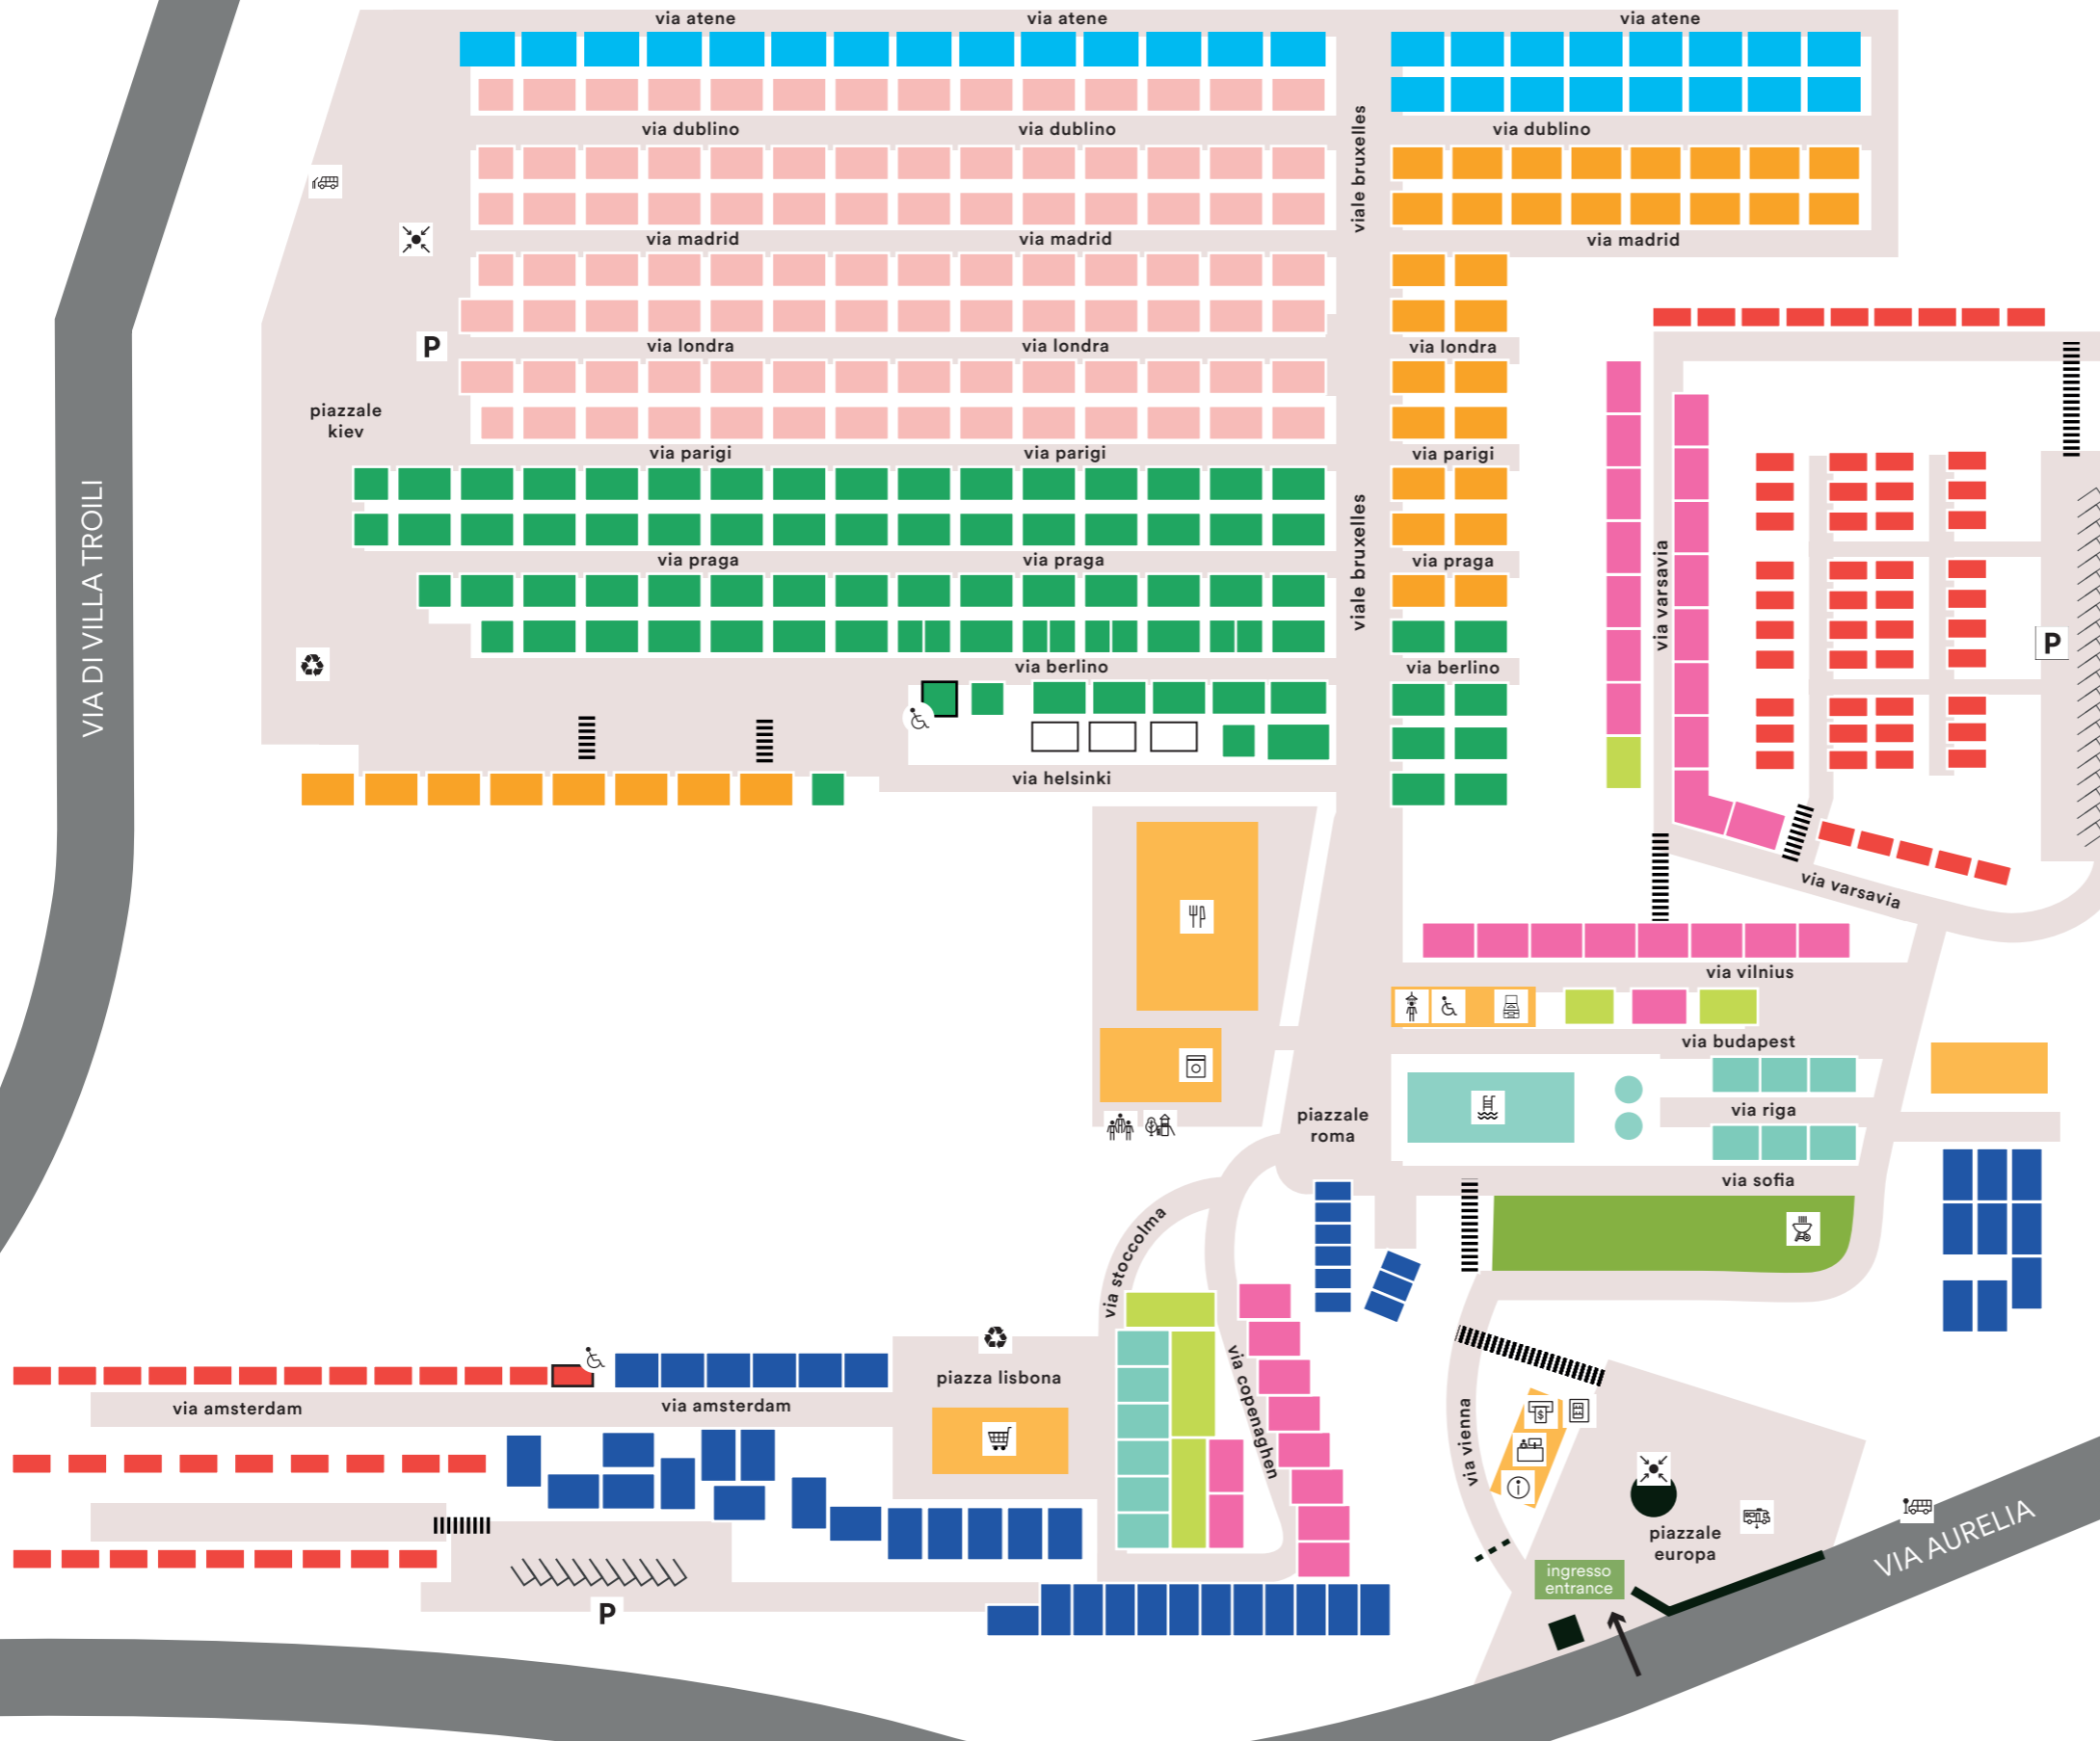 via atene
via atene
via atene
via dublino
via dublino
via dublino
viale bruxelles
via madrid
via madrid
via madrid
P
via londra
via londra
via londra
piazzale
kiev
via parigi
via parigi
via parigi
VIA DI VILLA TROILI
viale bruxelles
via praga
via praga
via praga
via varsavia
P
via berlino
via berlino
via helsinki
via varsavia
via vilnius
via budapest
piazzale
roma
via riga
via sofia
via stoccolma
piazza lisbona
via amsterdam
via amsterdam
via copenaghen
via vienna
$
i
piazzale
europa
VIA AURELIA
ingresso
entrance
P